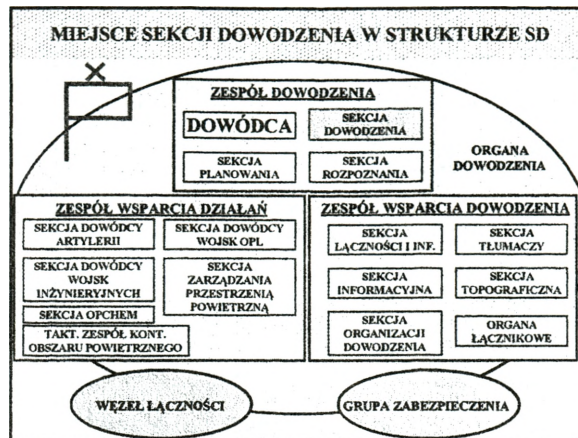 MIEJSCE SEKCJI DOWODZENIA W STRUKTURZE SD
ZESPÓŁ DOWODZENIA
DOWÓDCA
SEKCJA
DOWODZENIA
SEKCJA
PLANOWANIA
SEKCJA
ROZPOZNANIA
ORGANA
DOWODZENIA
ZESPÓŁ WSPARCIA DZIAŁAŃ
SEKCJA DOWÓDCY
ARTYLERII
SEKCJA DOWÓDCY
WOJSK OPL
SEKCJA DOWÓDCY
WOJSK
INŻYNIERYJNYCH
SEKCJA
ZARZĄDZANIA
PRZESTRZENIĄ
POWIETRZNĄ
SEKCJA OPCHEM
TAKT. ZESPÓŁ KONT.
OBSZARU POWIETRZNEGO
ZESPÓŁ WSPARCIA DOWODZENIA
SEKCJA
ŁĄCZNOŚCI I INF.
SEKCJA
TŁUMACZY
SEKCJA
INFORMACYJNA
SEKCJA
TOPOGRAFICZNA
SEKCJA
ORGANIZACJI
DOWODZENIA
ORGANA
ŁĄCZNIKOWE
WĘZEŁ ŁĄCZNOŚCI
GRUPA ZABEZPIECZENIA